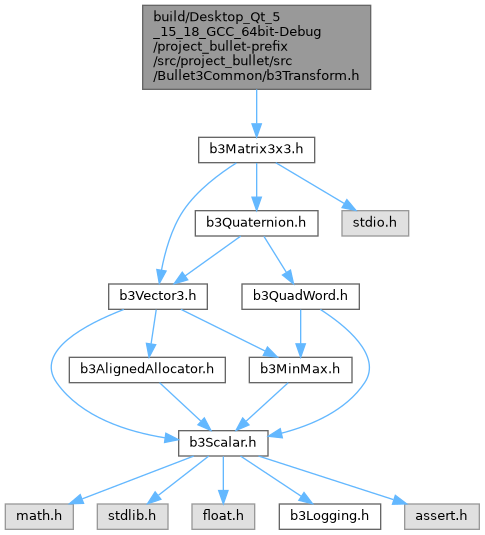 build/Desktop_Qt_5
_15_18_GCC_64bit-Debug
/project_bullet-prefix
/src/project_bullet/src
/Bullet3Common/b3Transform.h
b3Matrix3x3.h
b3Quaternion.h
stdio.h
b3Vector3.h
b3QuadWord.h
b3AlignedAllocator.h
b3MinMax.h
b3Scalar.h
math.h
stdlib.h
float.h
b3Logging.h
assert.h